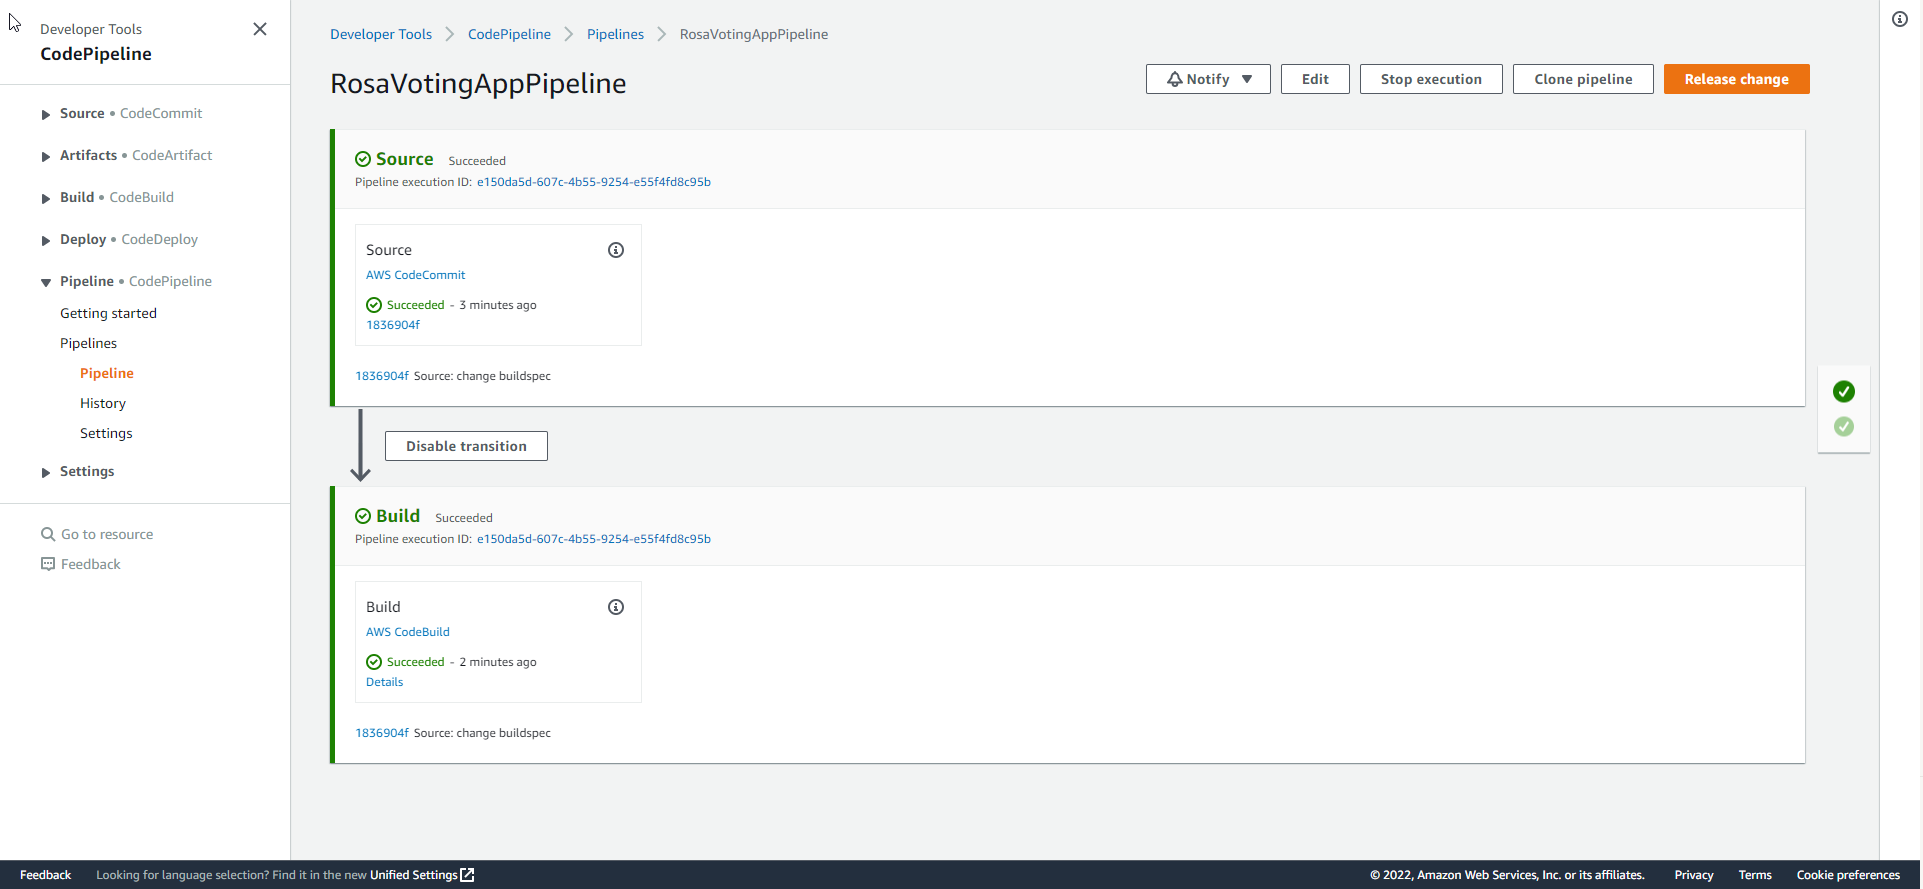 Developer Tools
CodePipeline
Source • CodeCommit
Artifacts • CodeArtifact
Build • CodeBuild
Deploy • CodeDeploy
Pipeline • CodePipeline
Getting started
Pipelines
Pipeline
History
Settings
Settings
Go to resource
Feedback
Developer Tools > CodePipeline > Pipelines > RosaVotingAppPipeline
RosaVotingAppPipeline
Notify
Edit
Stop execution
Clone pipeline
Release change
Source Succeeded
Pipeline execution ID: e150da5d-607c-4b55-9254-e55f4fd8c95b
Source
AWS CodeCommit
Succeeded - 3 minutes ago
1836904f
1836904f Source: change buildspec
Disable transition
Build Succeeded
Pipeline execution ID: e150da5d-607c-4b55-9254-e55f4fd8c95b
Build
AWS CodeBuild
Succeeded - 2 minutes ago
Details
1836904f Source: change buildspec
Feedback
Looking for language selection? Find it in the new Unified Settings
© 2022, Amazon Web Services, Inc. or its affiliates.
Privacy
Terms
Cookie preferences